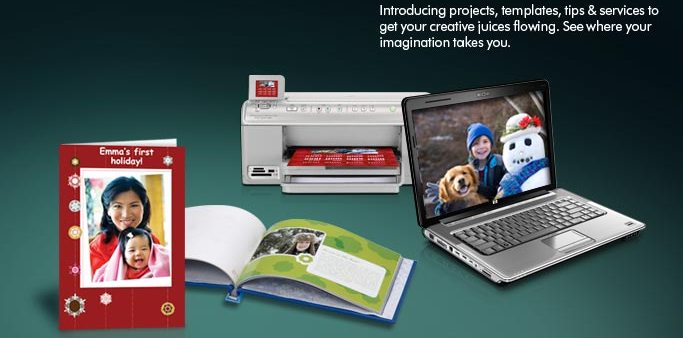 Introducing projects, templates, tips & services to
get your creative juices flowing. See where your
imagination takes you.
Emma's first
holiday!
hp